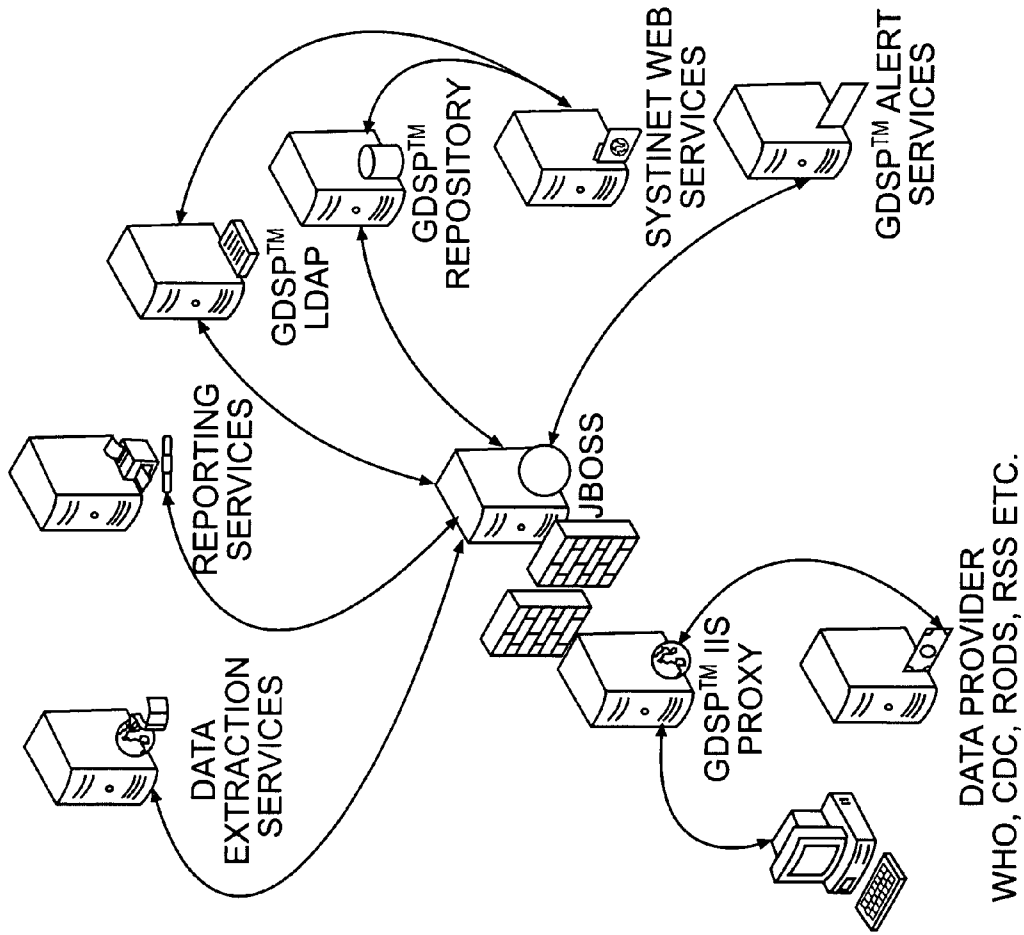 DATA
EXTRACTION
SERVICES
REPORTING
SERVICES
GDSP™
LDAP
GDSP™
REPOSITORY
SYSTINET WEB
SERVICES
GDSP™ ALERT
SERVICES
JBOSS
GDSP™ IIS
PROXY
DATA PROVIDER
WHO, CDC, RODS, RSS ETC.